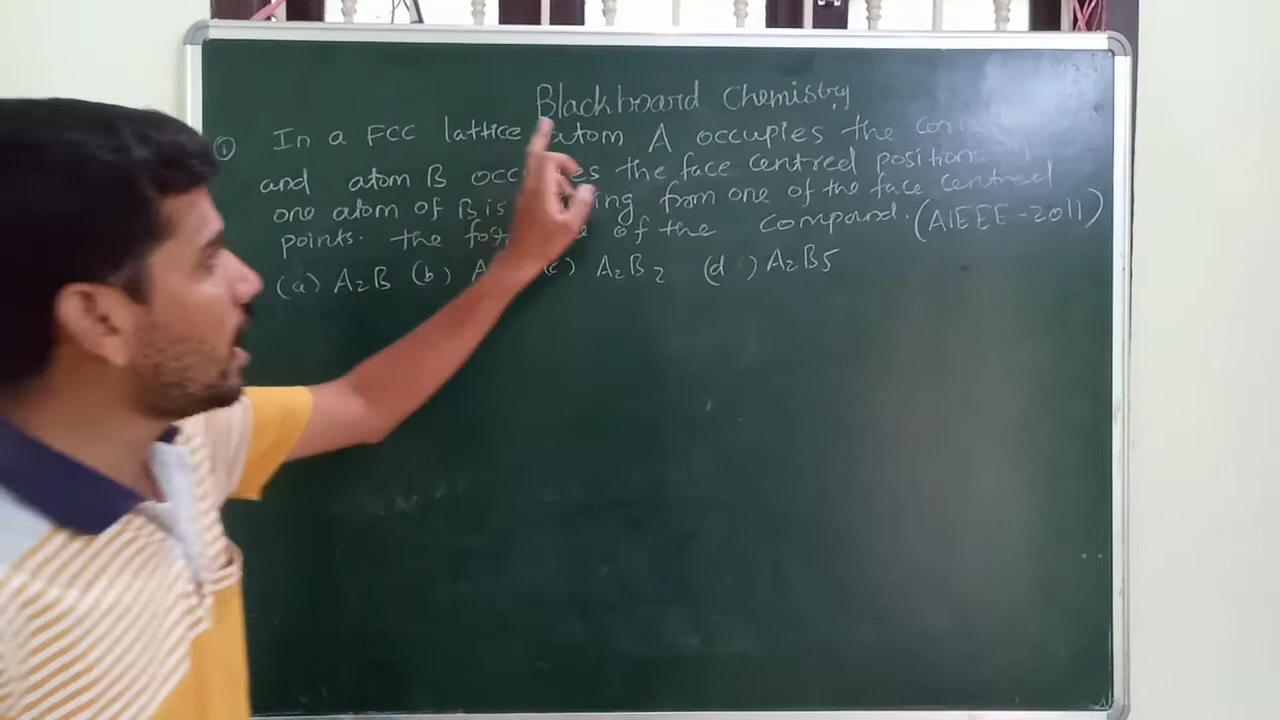 Blackboard Chemistry
① In a FCC lattice atom A occupies the
and atom B the face centred position
one atom of B is from one of the face centred
points. the of the compound. (AIEEE-2011)
(a) A₂B (b) (c) A₂B₂ (d) A₂B5